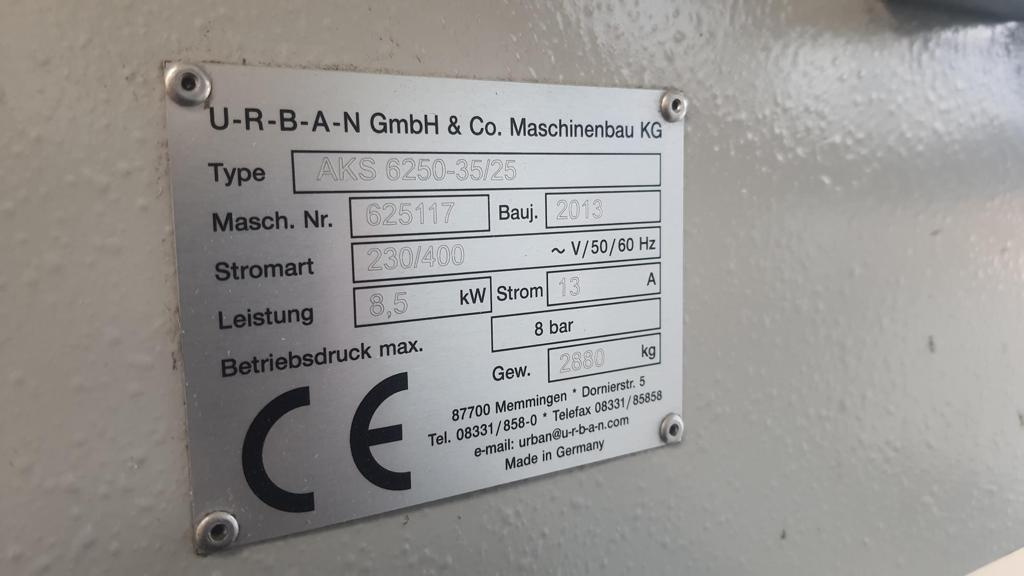 U-R-B-A-N GmbH & Co. Maschinenbau KG
Type AKS 6250-35/25
Masch. Nr. 625117 Bauj. 2013
Stromart 230/400 ~ V/50/60 Hz
Leistung 8,5 kW Strom 13 A
Betriebsdruck max. 8 bar
Gew. 2880 kg
CE
87700 Memmingen * Dornierstr. 5
Tel. 08331/858-0 * Telefax 08331/85858
e-mail: urban@u-r-b-a-n.com
Made in Germany